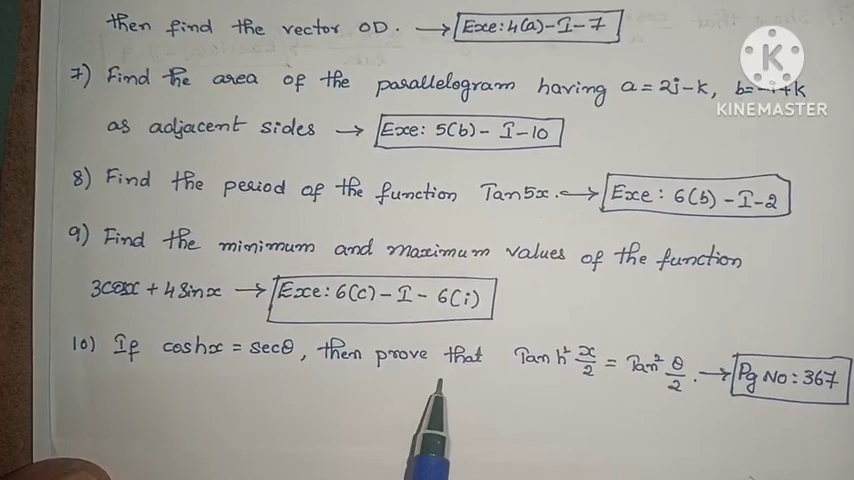 then find the vector OD. → Exe: 4(a)-I-7
7) Find the area of the parallelogram having a = 2j-k, b=-i+k
as adjacent sides → Exe: 5(b)-I-10
8) Find the period of the function Tan5x. → Exe: 6(b)-I-2
9) Find the minimum and maximum values of the function
3cosx + 4sinx → Exe: 6(c)-I-6(i)
10) If coshx = secθ, then prove that Tanh² x/2 = Tan² θ/2. → Pg No: 367
K
KINEMASTER